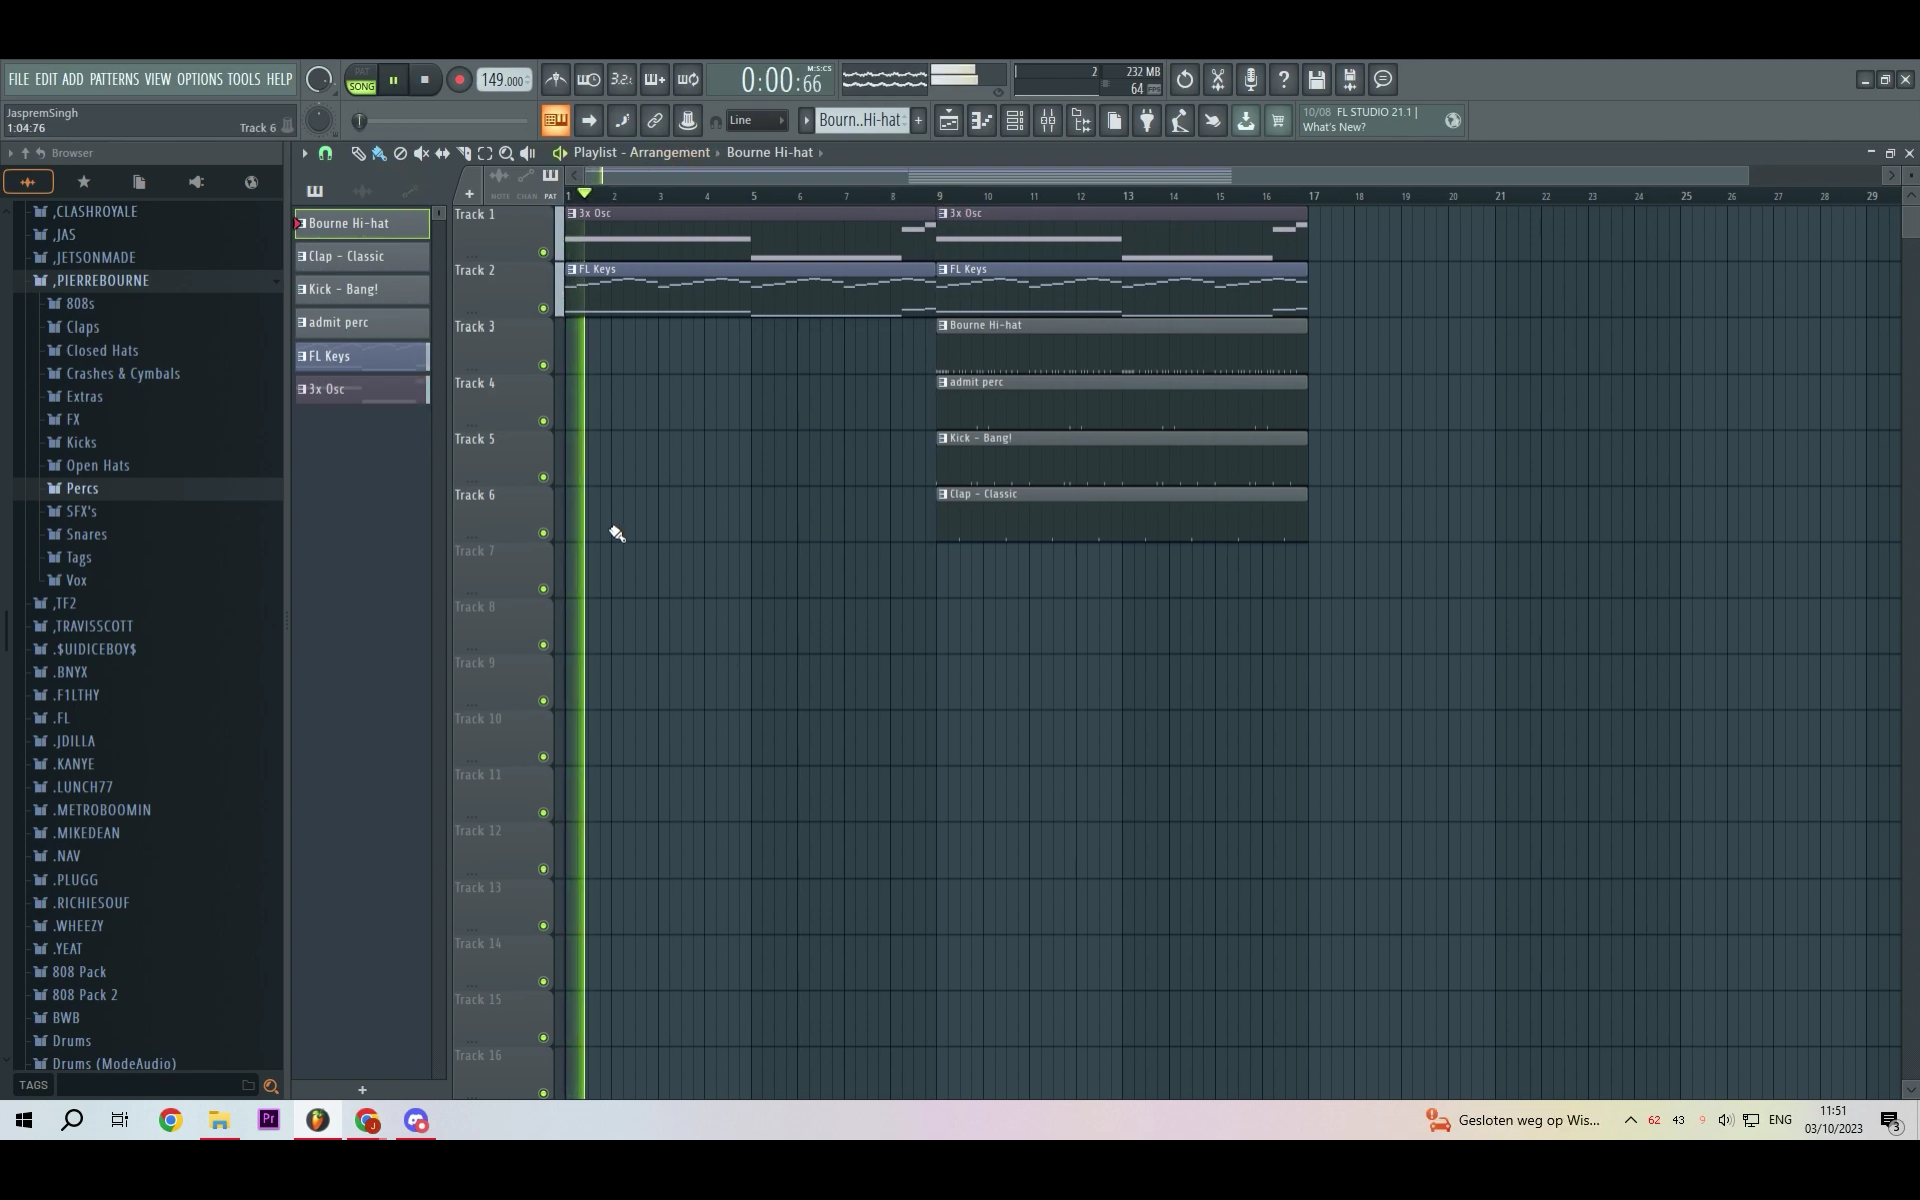 FILE EDIT ADD PATTERNS VIEW OPTIONS TOOLS HELP
PAT
SONG
149.000
3.2.
0:00:66
M:S:CS
2
232 MB
64
JaspremSingh
1:04:76
Track 6
Line
Bourn..Hi-hat
10/08 FL STUDIO 21.1 |
What's New?
Browser
Playlist - Arrangement
Bourne Hi-hat
NOTE CHAN PAT
1 2 3 4 5 6 7 8 9 10 11 12 13 14 15 16 17 18 19 20 21 22 23 24 25 26 27 28 29
,CLASHROYALE
,JAS
,JETSONMADE
,PIERREBOURNE
808s
Claps
Closed Hats
Crashes & Cymbals
Extras
FX
Kicks
Open Hats
Percs
SFX's
Snares
Tags
Vox
,TF2
,TRAVISSCOTT
.$UIDICEBOY$
.BNYX
.F1LTHY
.FL
.JDILLA
.KANYE
.LUNCH77
.METROBOOMIN
.MIKEDEAN
.NAV
.PLUGG
.RICHIESOUF
.WHEEZY
.YEAT
808 Pack
808 Pack 2
BWB
Drums
Drums (ModeAudio)
TAGS
Bourne Hi-hat
Clap - Classic
Kick - Bang!
admit perc
FL Keys
3x Osc
Track 1
3x Osc
3x Osc
Track 2
FL Keys
FL Keys
Track 3
Bourne Hi-hat
Track 4
admit perc
Track 5
Kick - Bang!
Track 6
Clap - Classic
Track 7
Track 8
Track 9
Track 10
Track 11
Track 12
Track 13
Track 14
Track 15
Track 16
Pr
J
Gesloten weg op Wis...
62
43
9
ENG
11:51
03/10/2023
3